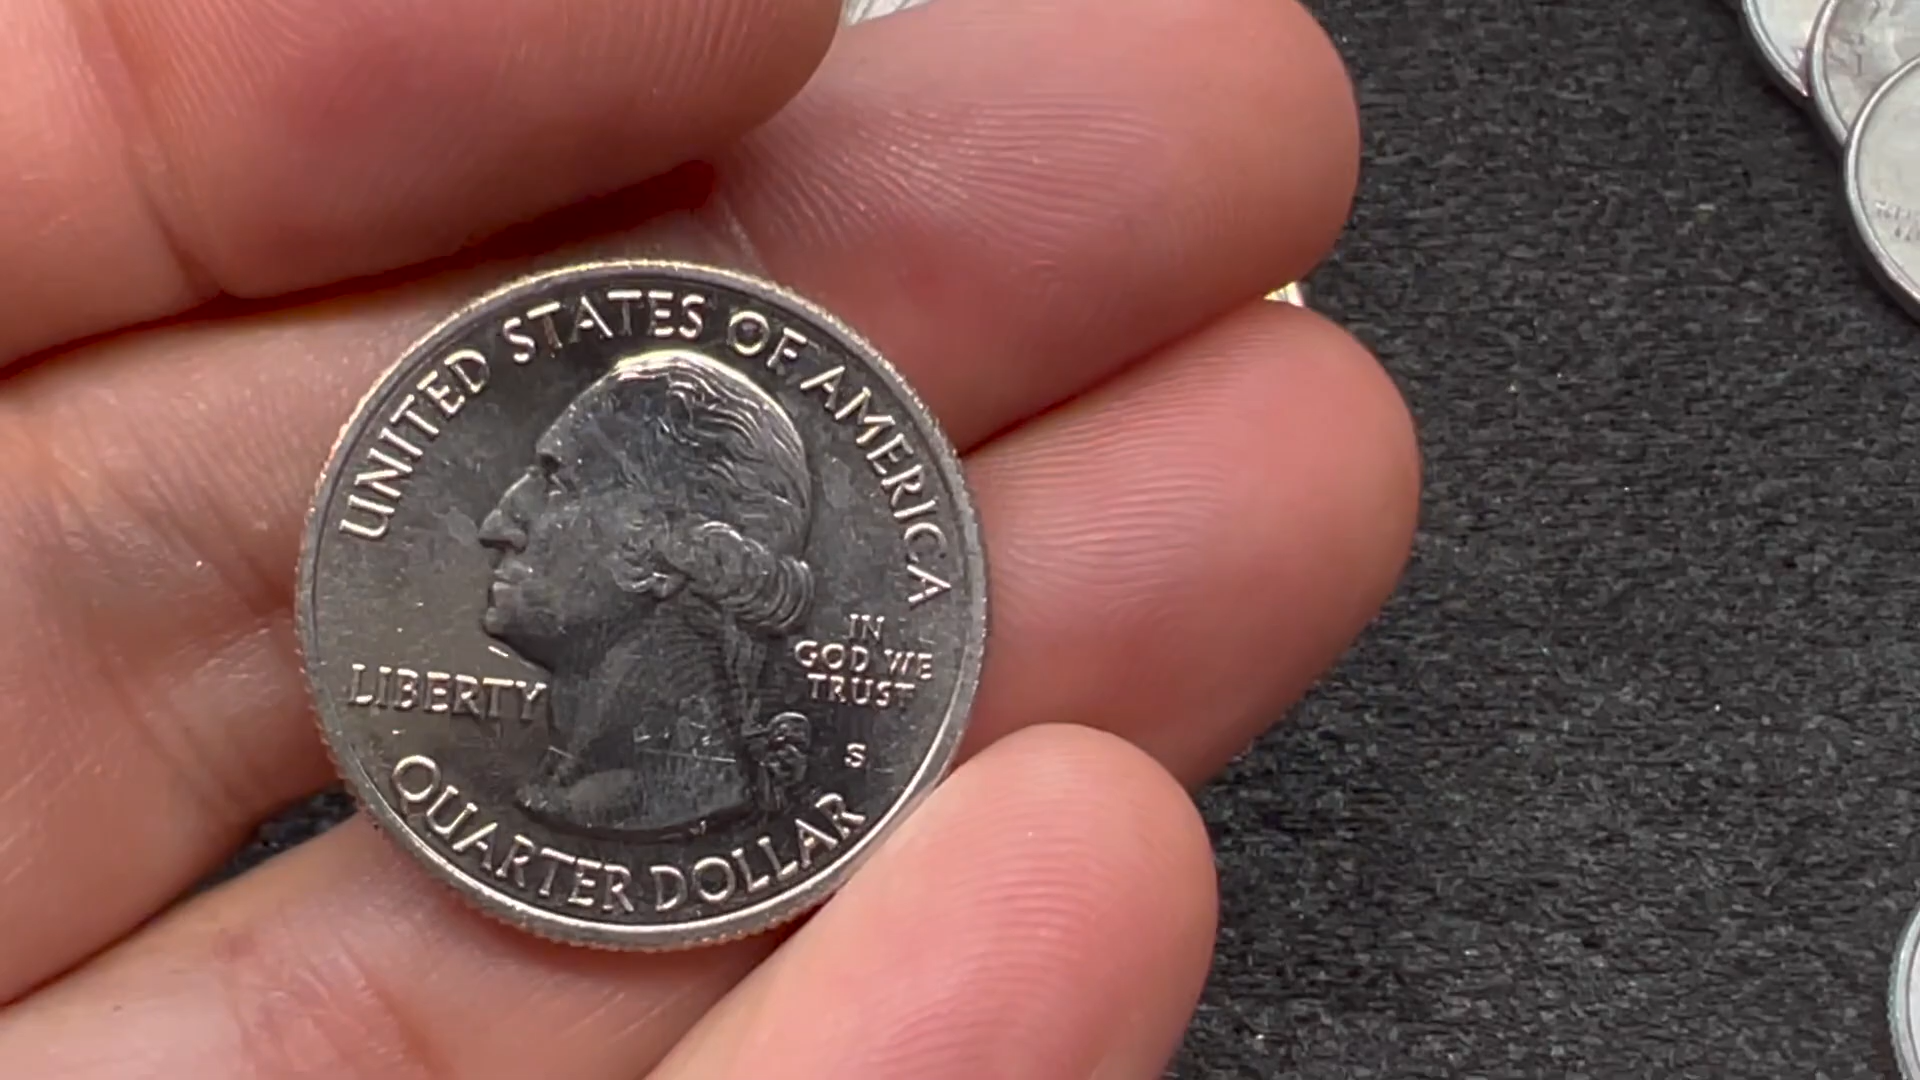 UNITED STATES OF AMERICA
LIBERTY
IN
GOD WE
TRUST
S
QUARTER DOLLAR